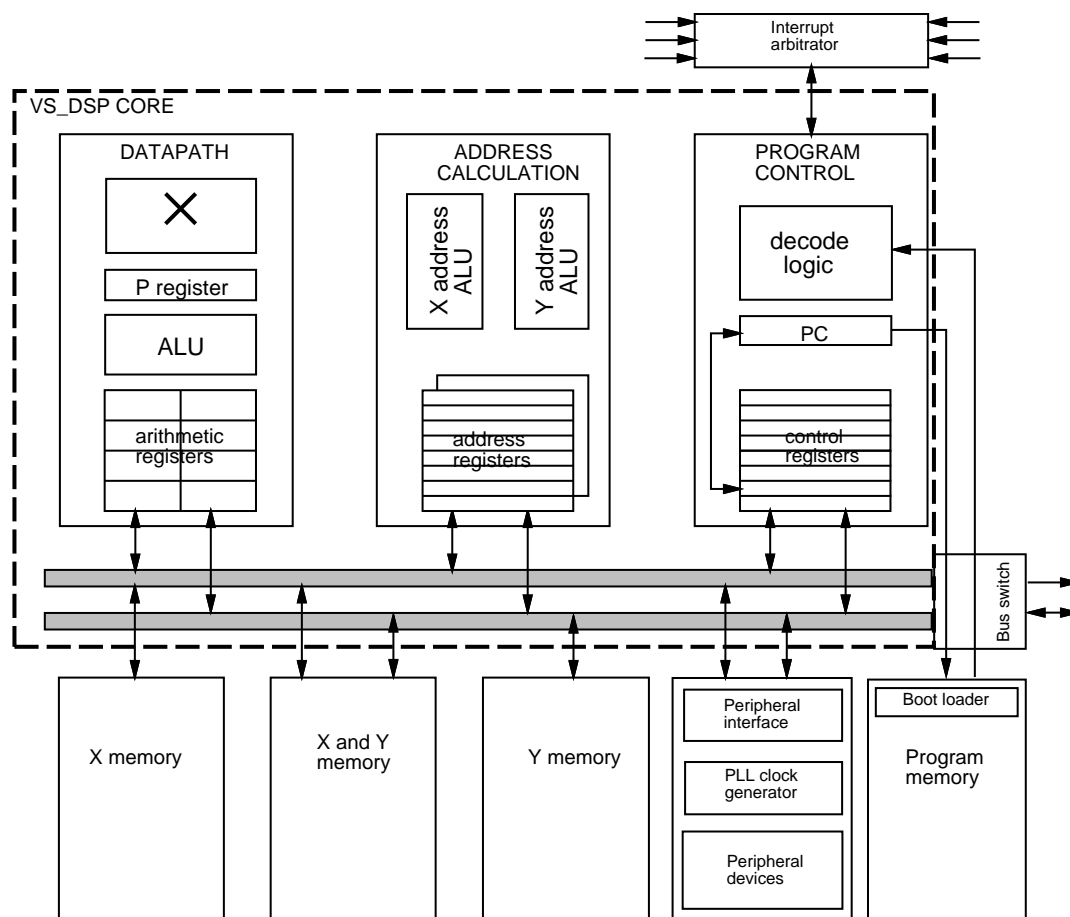 Interrupt
arbitrator
VS_DSP CORE
DATAPATH
P register
ALU
arithmetic
registers
ADDRESS
CALCULATION
X address
ALU
Y address
ALU
address
registers
PROGRAM
CONTROL
decode
logic
PC
control
registers
Bus switch
X memory
X and Y
memory
Y memory
Peripheral
interface
PLL clock
generator
Peripheral
devices
Boot loader
Program
memory